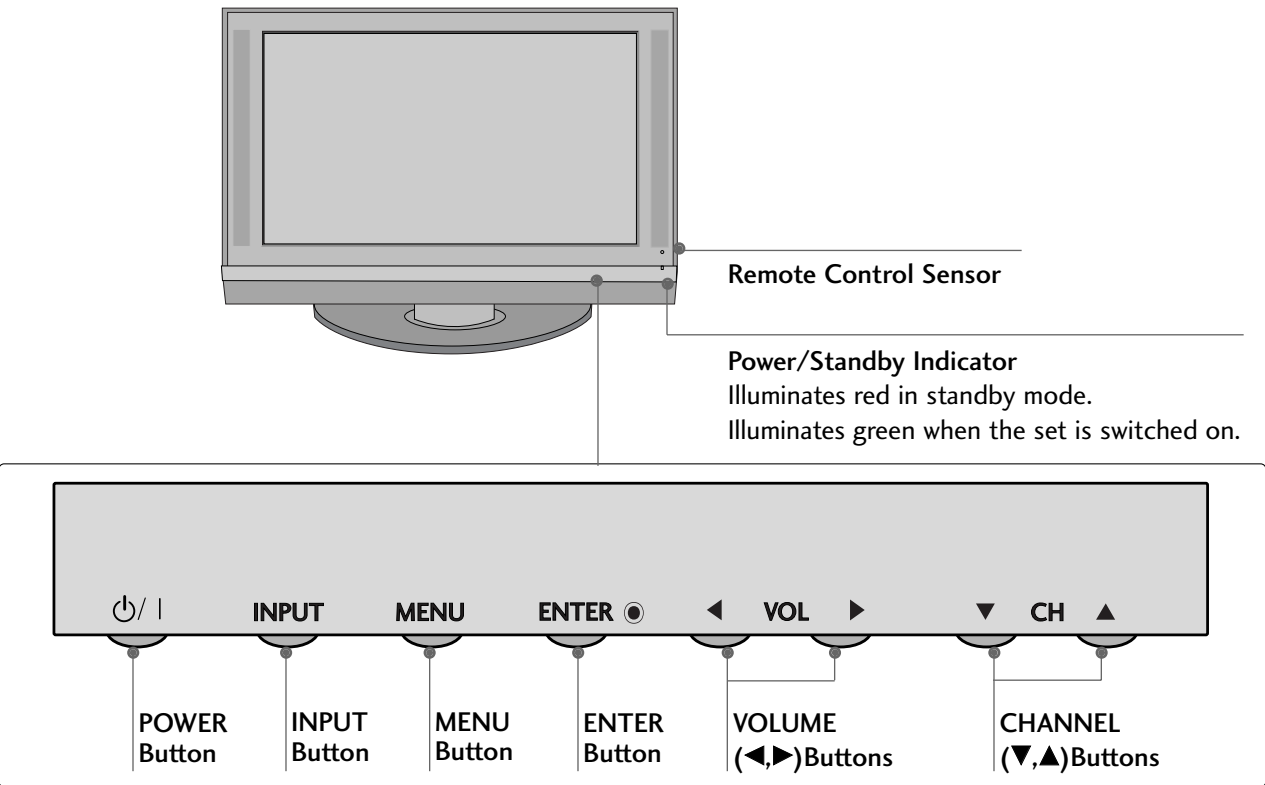 Remote Control Sensor
Power/Standby Indicator
Illuminates red in standby mode.
Illuminates green when the set is switched on.
⏻/ I INPUT MENU ENTER ◉ ◀ VOL ▶ ▼ CH ▲
POWER
Button
INPUT
Button
MENU
Button
ENTER
Button
VOLUME
(◀,▶)Buttons
CHANNEL
(▼,▲)Buttons